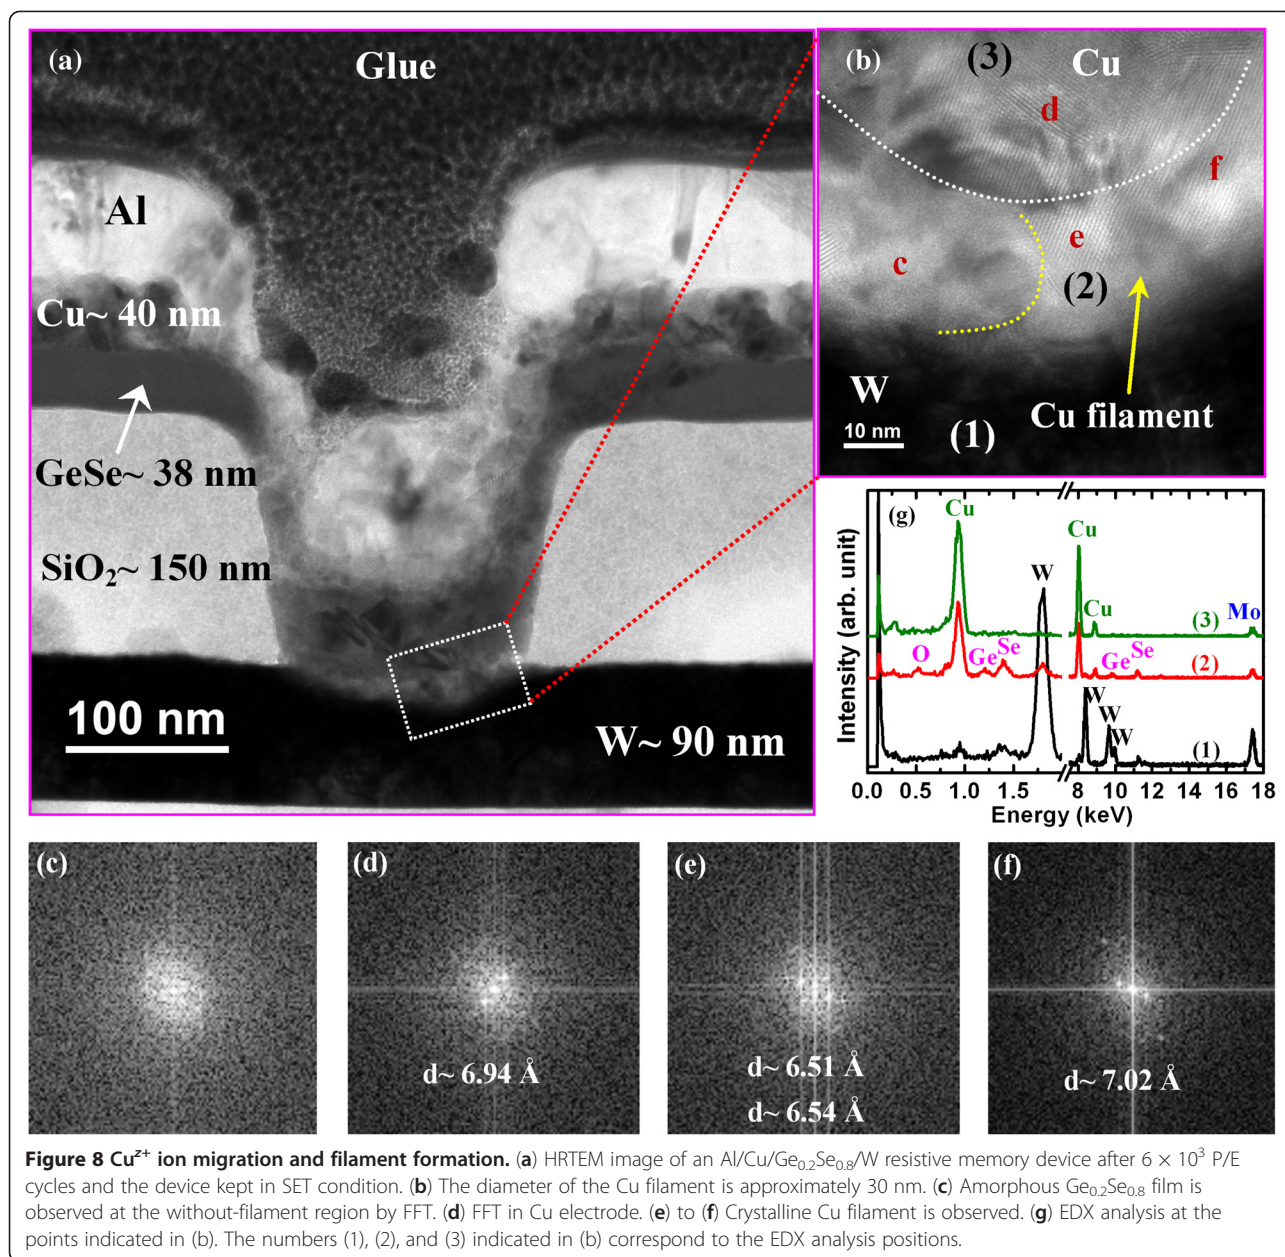 (a)
Glue
Al
Cu~ 40 nm
GeSe~ 38 nm
SiO₂~ 150 nm
100 nm
W~ 90 nm
(b)
(3)
Cu
d
f
e
c
(2)
W
10 nm
(1)
Cu filament
(g)
Cu
Cu
W
Cu
Mo
(3)
O
Ge
Se
Ge
Se
(2)
W
W
W
(1)
Intensity (arb. unit)
0.0 0.5 1.0 1.5 8 10 12 14 16 18
Energy (keV)
(c)
(d)
d~ 6.94 Å
(e)
d~ 6.51 Å
d~ 6.54 Å
(f)
d~ 7.02 Å
Figure 8 Cuᶻ⁺ ion migration and filament formation. (a) HRTEM image of an Al/Cu/Ge₀.₂Se₀.₈/W resistive memory device after 6 × 10³ P/E
cycles and the device kept in SET condition. (b) The diameter of the Cu filament is approximately 30 nm. (c) Amorphous Ge₀.₂Se₀.₈ film is
observed at the without-filament region by FFT. (d) FFT in Cu electrode. (e) to (f) Crystalline Cu filament is observed. (g) EDX analysis at the
points indicated in (b). The numbers (1), (2), and (3) indicated in (b) correspond to the EDX analysis positions.